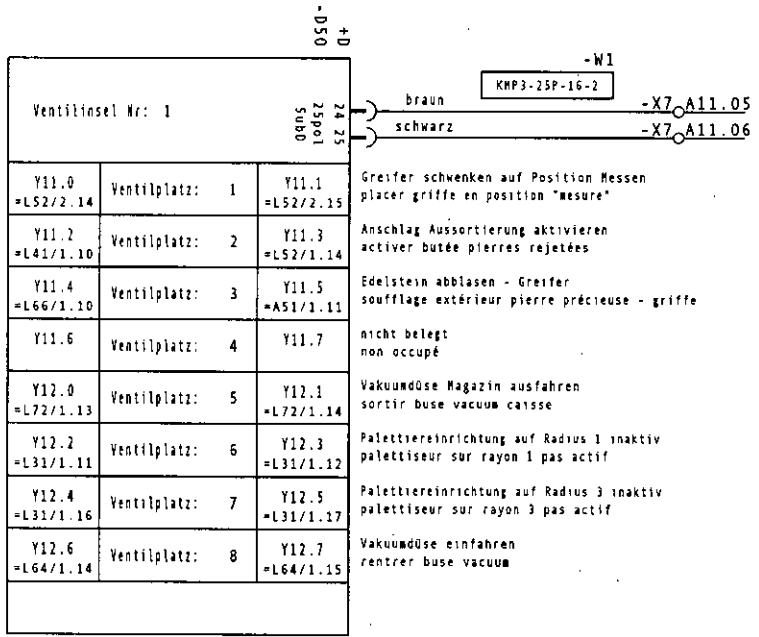 +D
-D50
-W1
KMP3-25P-16-2
Ventilinsel Nr: 1
24 25
25pol
SubD
braun
-X7 A11.05
schwarz
-X7 A11.06
Y11.0 Ventilplatz: 1 Y11.1 Greifer schwenken auf Position Messen
=L52/2.14 =L52/2.15 placer griffe en position "mesure"
Y11.2 Ventilplatz: 2 Y11.3 Anschlag Aussortierung aktivieren
=L41/1.10 =L52/1.14 activer butée pierres rejetées
Y11.4 Ventilplatz: 3 Y11.5 Edelstein abblasen - Greifer
=L66/1.10 =A51/1.11 soufflage extérieur pierre précieuse - griffe
Y11.6 Ventilplatz: 4 Y11.7 nicht belegt
non occupé
Y12.0 Ventilplatz: 5 Y12.1 Vakuumdüse Magazin ausfahren
=L72/1.13 =L72/1.14 sortir buse vacuum caisse
Y12.2 Ventilplatz: 6 Y12.3 Palettiereinrichtung auf Radius 1 inaktiv
=L31/1.11 =L31/1.12 palettiseur sur rayon 1 pas actif
Y12.4 Ventilplatz: 7 Y12.5 Palettiereinrichtung auf Radius 3 inaktiv
=L31/1.16 =L31/1.17 palettiseur sur rayon 3 pas actif
Y12.6 Ventilplatz: 8 Y12.7 Vakuumdüse einfahren
=L64/1.14 =L64/1.15 rentrer buse vacuum